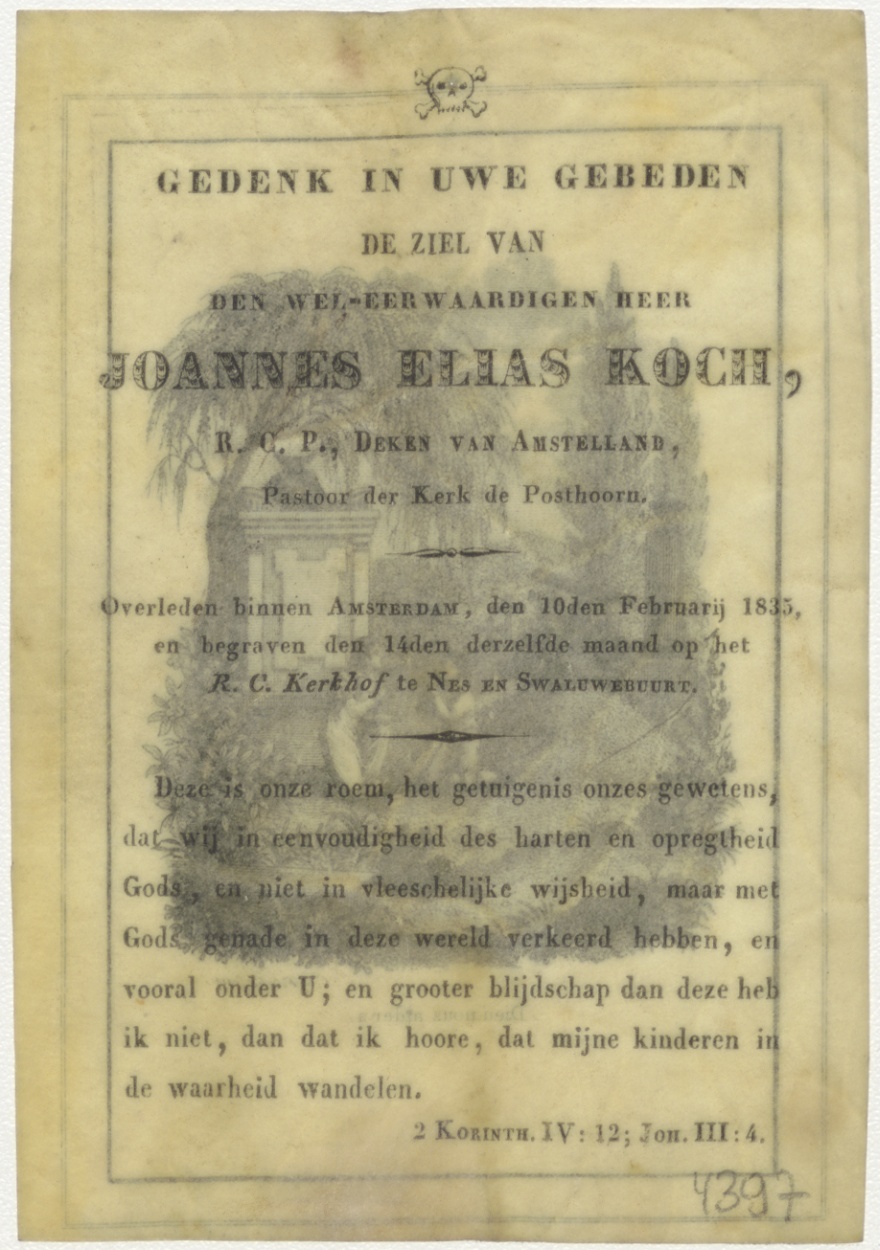 GEDENK IN UWE GEBEDEN
DE ZIEL VAN
DEN WEL-EERWAARDIGEN HEER
JOANNES ELIAS KOCH,
R. C. P., DEKEN VAN AMSTELLAND,
Pastoor der Kerk de Posthoorn.
Overleden binnen AMSTERDAM, den 10den Februarij 1835,
en begraven den 14den derzelfde maand op het
R. C. Kerkhof te NES EN SWALUWEBUURT.
Deze is onze roem, het getuigenis onzes gewetens,
dat wij in eenvoudigheid des harten en opregtheid
Gods, en niet in vleeschelijke wijsheid, maar met
Gods genade in deze wereld verkeerd hebben, en
vooral onder U; en grooter blijdschap dan deze heb
ik niet, dan dat ik hoore, dat mijne kinderen in
de waarheid wandelen.
2 KORINTH. IV: 12; JOH. III: 4.
4397